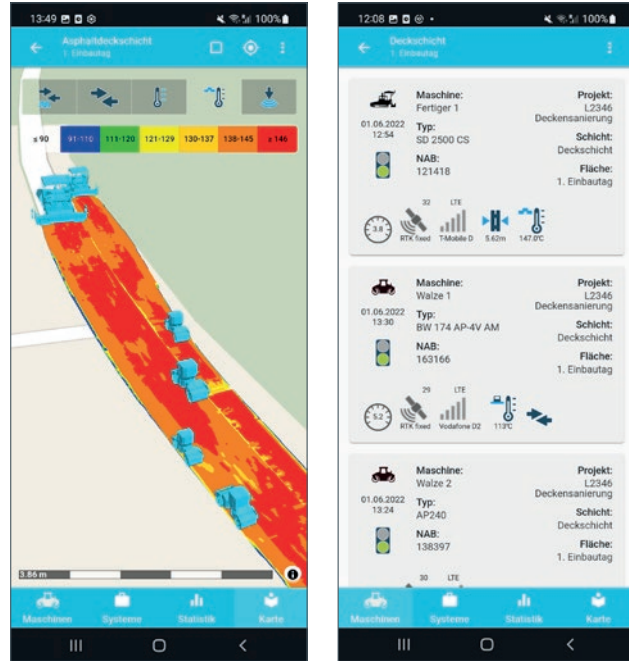 13:49
100%
Asphaltdeckschicht
1. Einbautag
≤ 90
91-110
111-120
121-129
130-137
138-145
≥ 146
3.86 m
Maschinen
Systeme
Statistik
Karte
12:08
100%
Deckschicht
1. Einbautag
Maschine:
Fertiger 1
Projekt:
L2346
Deckensanierung
01.06.2022
12:54
Typ:
SD 2500 CS
Schicht:
Deckschicht
NAB:
121418
Fläche:
1. Einbautag
3.8
32
LTE
RTK fixed
T-Mobile D
5.62m
147.0°C
Maschine:
Walze 1
Projekt:
L2346
Deckensanierung
01.06.2022
13:30
Typ:
BW 174 AP-4V AM
Schicht:
Deckschicht
NAB:
163166
Fläche:
1. Einbautag
5.2
29
LTE
RTK fixed
Vodafone D2
113°C
Maschine:
Walze 2
Projekt:
L2346
Deckensanierung
01.06.2022
13:24
Typ:
AP240
Schicht:
Deckschicht
NAB:
138397
Fläche:
1. Einbautag
30
LTE
Maschinen
Systeme
Statistik
Karte